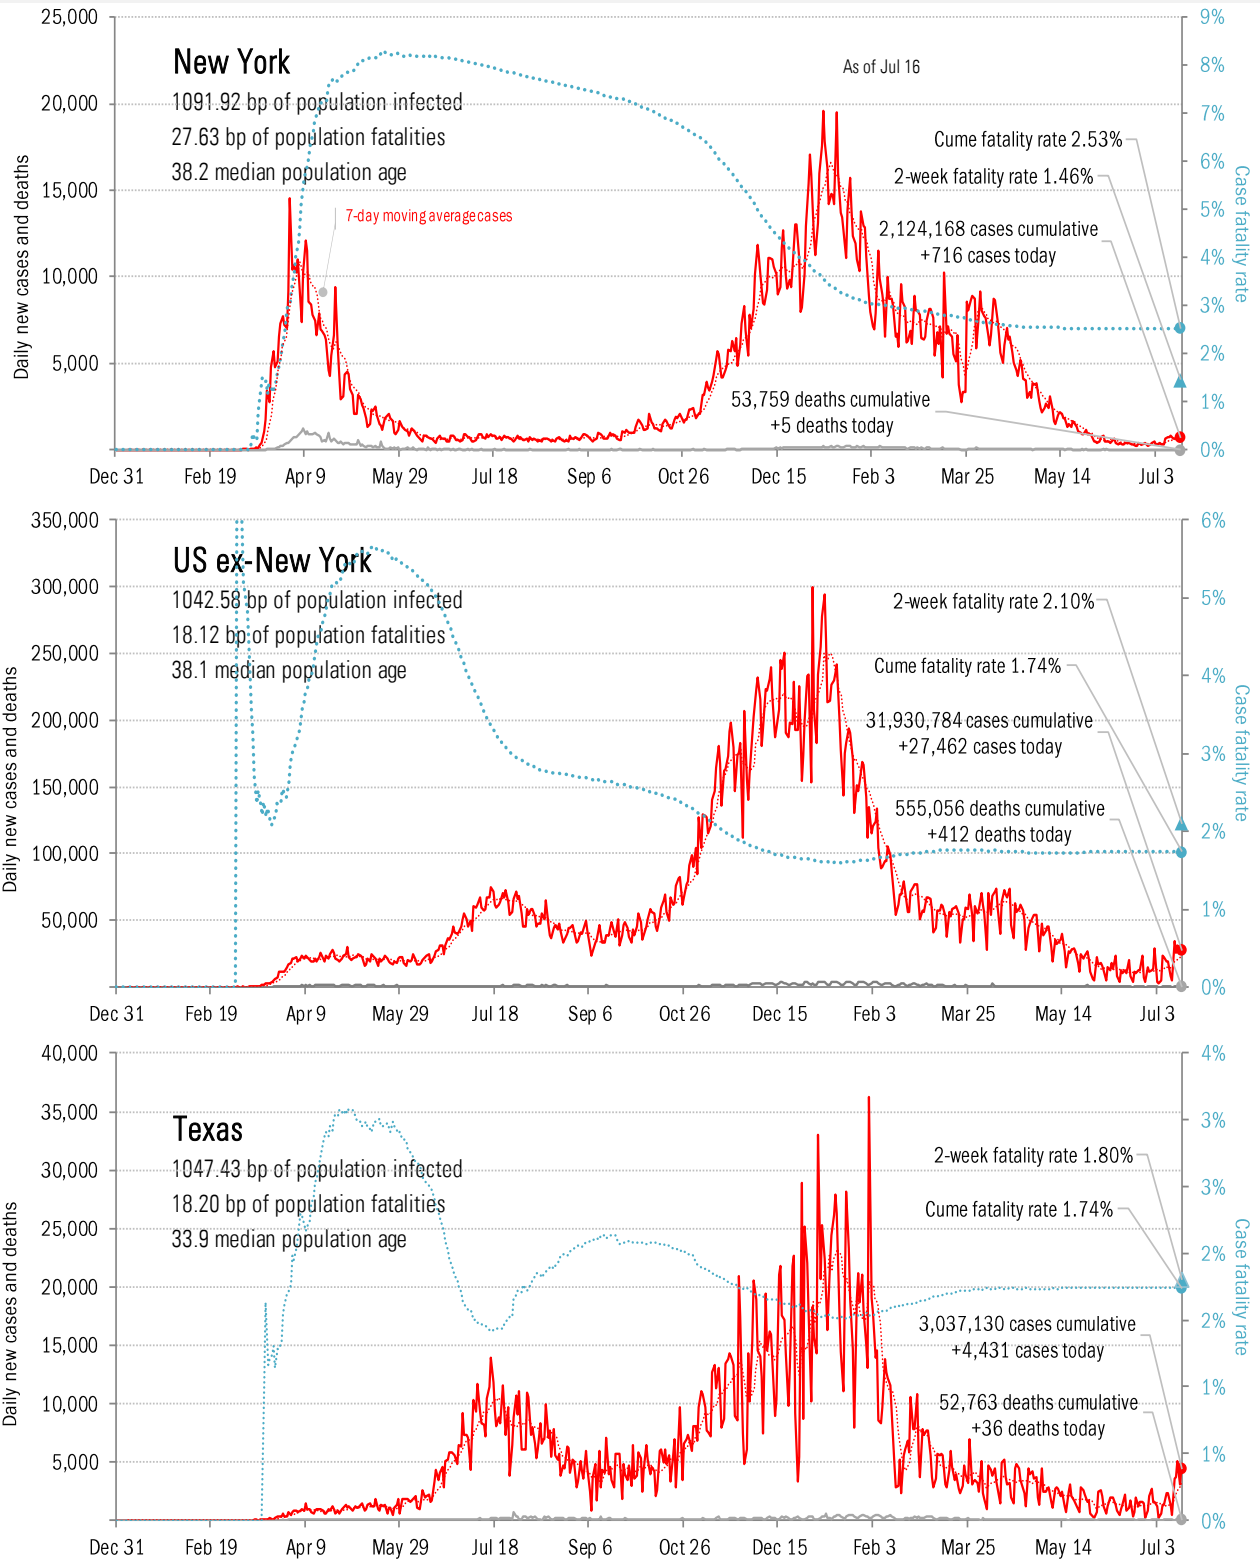 25,000
20,000
15,000
10,000
5,000
Daily new cases and deaths
New York
1091.92 bp of population infected
27.63 bp of population fatalities
38.2 median population age
7-day moving average cases
As of Jul 16
Cume fatality rate 2.53%
2-week fatality rate 1.46%
2,124,168 cases cumulative
+716 cases today
53,759 deaths cumulative
+5 deaths today
9%
8%
7%
6%
5%
4%
3%
2%
1%
0%
Case fatality rate
Dec 31 Feb 19 Apr 9 May 29 Jul 18 Sep 6 Oct 26 Dec 15 Feb 3 Mar 25 May 14 Jul 3
350,000
300,000
250,000
200,000
150,000
100,000
50,000
Daily new cases and deaths
US ex-New York
1042.58 bp of population infected
18.12 bp of population fatalities
38.1 median population age
2-week fatality rate 2.10%
Cume fatality rate 1.74%
31,930,784 cases cumulative
+27,462 cases today
555,056 deaths cumulative
+412 deaths today
6%
5%
4%
3%
2%
1%
0%
Case fatality rate
Dec 31 Feb 19 Apr 9 May 29 Jul 18 Sep 6 Oct 26 Dec 15 Feb 3 Mar 25 May 14 Jul 3
40,000
35,000
30,000
25,000
20,000
15,000
10,000
5,000
Daily new cases and deaths
Texas
1047.43 bp of population infected
18.20 bp of population fatalities
33.9 median population age
2-week fatality rate 1.80%
Cume fatality rate 1.74%
3,037,130 cases cumulative
+4,431 cases today
52,763 deaths cumulative
+36 deaths today
4%
3%
3%
2%
2%
1%
1%
0%
Case fatality rate
Dec 31 Feb 19 Apr 9 May 29 Jul 18 Sep 6 Oct 26 Dec 15 Feb 3 Mar 25 May 14 Jul 3